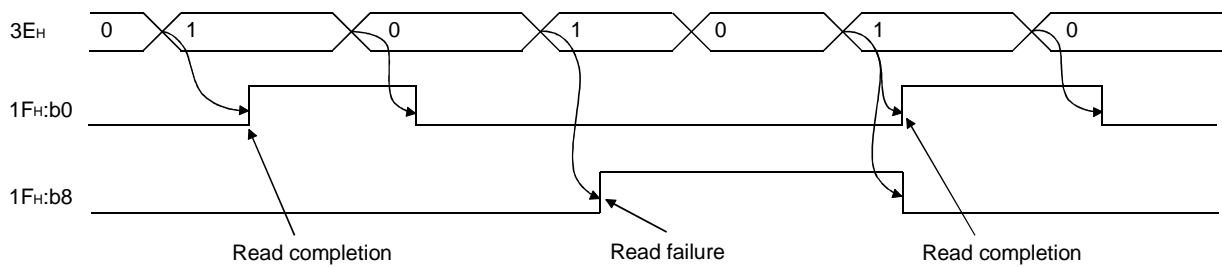 3EH 0 1 0 1 0 1 0
1FH:b0
1FH:b8
Read completion Read failure Read completion